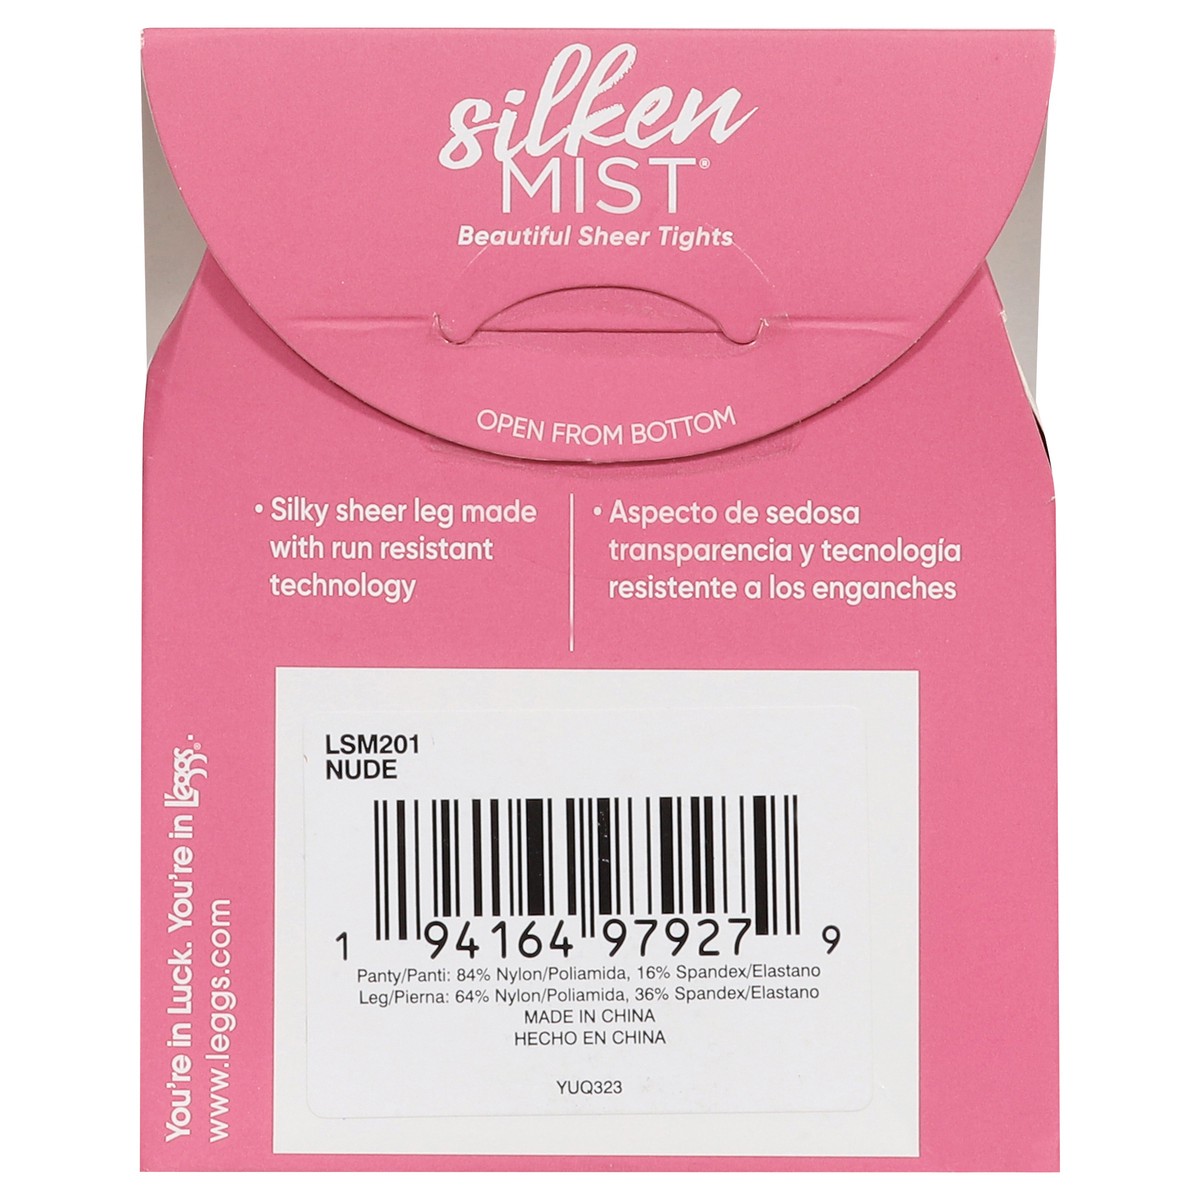 silken
MIST®
Beautiful Sheer Tights
OPEN FROM BOTTOM
• Silky sheer leg made
with run resistant
technology
• Aspecto de sedosa
transparencia y tecnología
resistente a los enganches
You're in Luck. You're in L'eggs®.
www.leggs.com
LSM201
NUDE
1 94164 97927 9
Panty/Panti: 84% Nylon/Poliamida, 16% Spandex/Elastano
Leg/Pierna: 64% Nylon/Poliamida, 36% Spandex/Elastano
MADE IN CHINA
HECHO EN CHINA
YUQ323